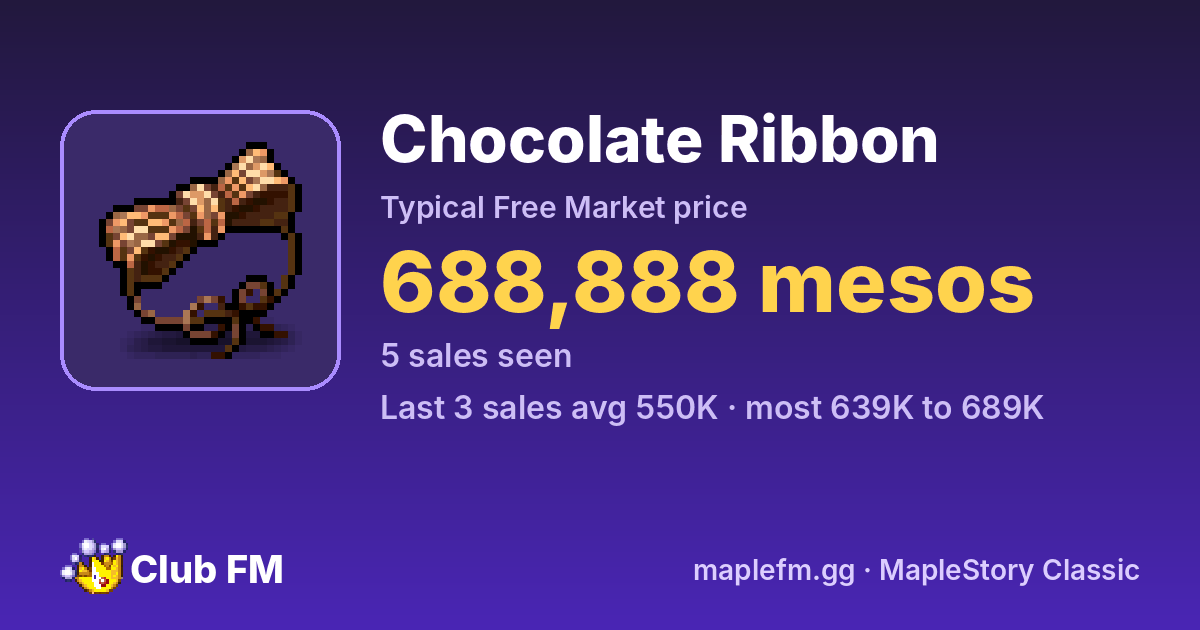 Chocolate Ribbon
Typical Free Market price
688,888 mesos
5 sales seen
Last 3 sales avg 550K · most 639K to 689K
Club FM
maplefm.gg · MapleStory Classic